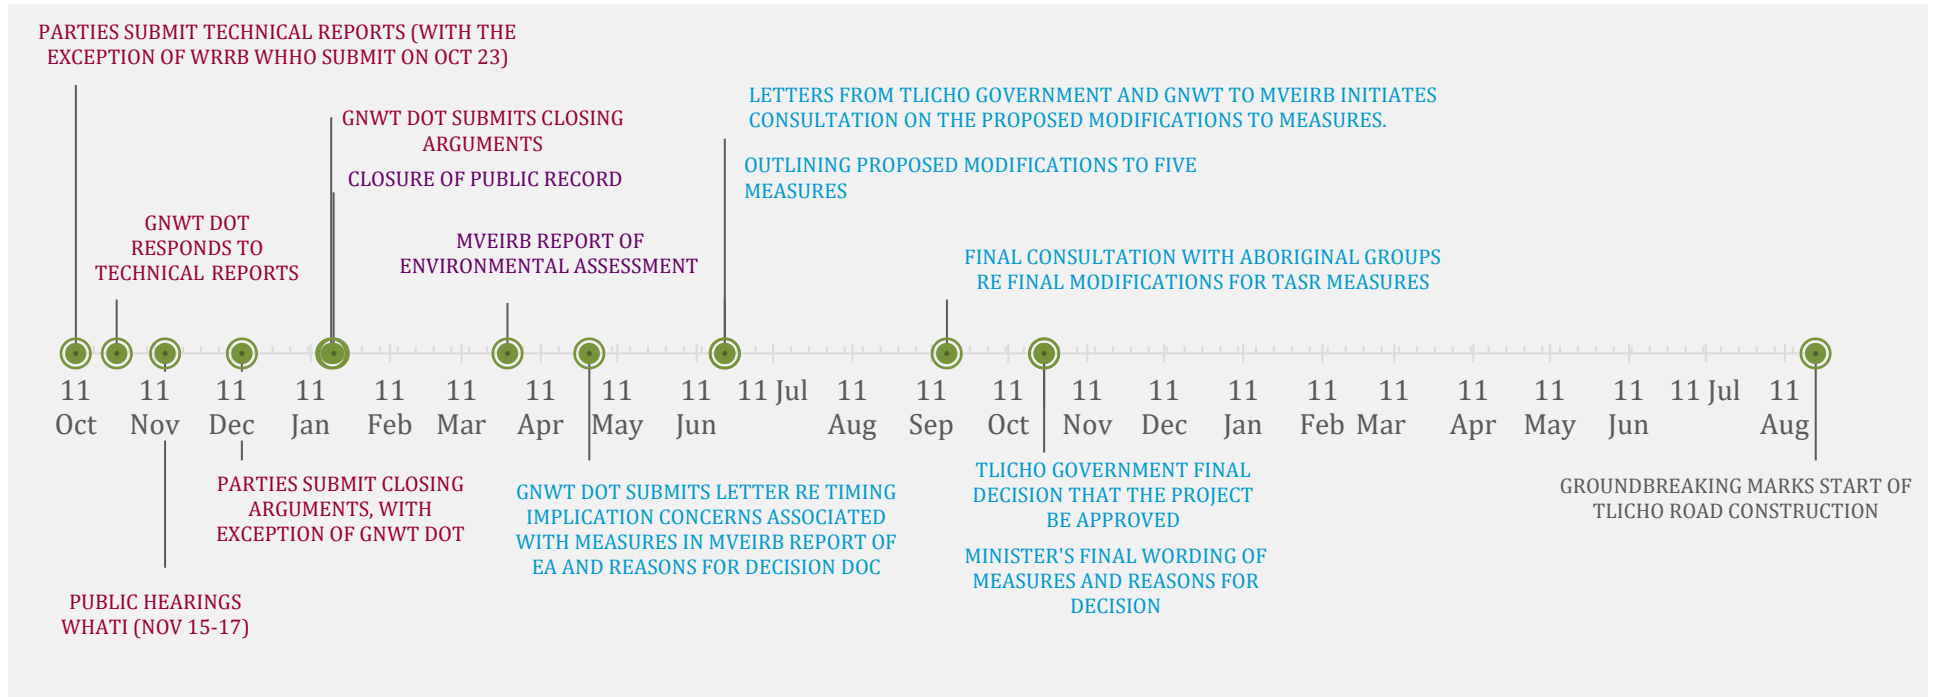 PARTIES SUBMIT TECHNICAL REPORTS (WITH THE
EXCEPTION OF WRRB WHHO SUBMIT ON OCT 23)
LETTERS FROM TLICHO GOVERNMENT AND GNWT TO MVEIRB INITIATES
CONSULTATION ON THE PROPOSED MODIFICATIONS TO MEASURES.
GNWT DOT SUBMITS CLOSING
ARGUMENTS
OUTLINING PROPOSED MODIFICATIONS TO FIVE
MEASURES
CLOSURE OF PUBLIC RECORD
GNWT DOT
RESPONDS TO
TECHNICAL REPORTS
MVEIRB REPORT OF
ENVIRONMENTAL ASSESSMENT
FINAL CONSULTATION WITH ABORIGINAL GROUPS
RE FINAL MODIFICATIONS FOR TASR MEASURES
11 11 11 11 11 11 11 11 11 11 Jul 11 11 11 11 11 11 11 11 11 11 11 11 Jul 11
Oct Nov Dec Jan Feb Mar Apr May Jun Aug Sep Oct Nov Dec Jan Feb Mar Apr May Jun Aug
PARTIES SUBMIT CLOSING
ARGUMENTS, WITH
EXCEPTION OF GNWT DOT
GNWT DOT SUBMITS LETTER RE TIMING
IMPLICATION CONCERNS ASSOCIATED
WITH MEASURES IN MVEIRB REPORT OF
EA AND REASONS FOR DECISION DOC
TLICHO GOVERNMENT FINAL
DECISION THAT THE PROJECT
BE APPROVED
MINISTER'S FINAL WORDING OF
MEASURES AND REASONS FOR
DECISION
GROUNDBREAKING MARKS START OF
TLICHO ROAD CONSTRUCTION
PUBLIC HEARINGS
WHATI (NOV 15-17)